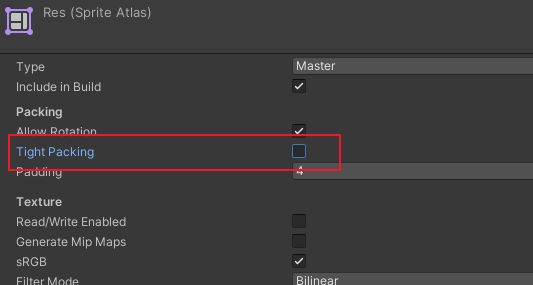 Res (Sprite Atlas)
Type Master
Include in Build
Packing
Allow Rotation
Tight Packing
Padding 4
Texture
Read/Write Enabled
Generate Mip Maps
sRGB
Filter Mode Bilinear